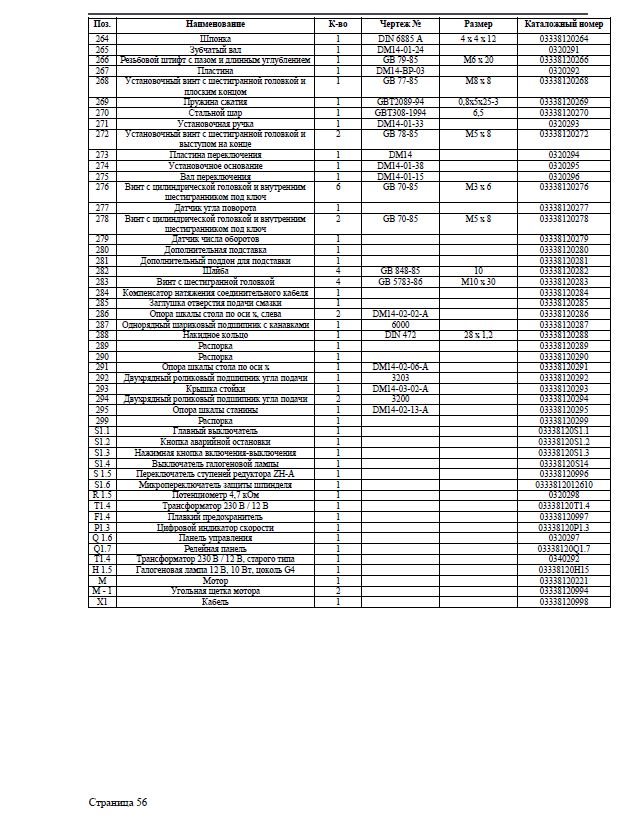 Поз. Наименование К-во Чертеж № Размер Каталожный номер
264 Шпонка 1 DIN 6885 A 4 x 4 x 12 03338120264
265 Зубчатый вал 1 DM14-01-24 0320291
266 Резьбовой штифт с пазом и длинным углублением 1 GB 79-85 M6 x 20 03338120266
267 Пластина 1 DM14-BP-03 0320292
268 Установочный винт с шестигранной головкой и 1 GB 77-85 M8 x 8 03338120268
плоским концом
269 Пружина сжатия 1 GBT2089-94 0,8x5x25-3 03338120269
270 Стальной шар 1 GBT308-1994 6,5 03338120270
271 Установочная ручка 1 DM14-01-33 0320293
272 Установочный винт с шестигранной головкой и 2 GB 78-85 M5 x 8 03338120272
выступом на конце
273 Пластина переключения 1 DM14 0320294
274 Установочное основание 1 DM14-01-38 0320295
275 Вал переключения 1 DM14-01-15 0320296
276 Винт с цилиндрической головкой и внутренним 6 GB 70-85 M3 x 6 03338120276
шестигранником под ключ
277 Датчик угла поворота 1 03338120277
278 Винт с цилиндрической головкой и внутренним 2 GB 70-85 M5 x 8 03338120278
шестигранником под ключ
279 Датчик числа оборотов 1 03338120279
280 Дополнительная подставка 1 03338120280
281 Дополнительный поддон для подставки 1 03338120281
282 Шайба 4 GB 848-85 10 03338120282
283 Винт с шестигранной головкой 4 GB 5783-86 M10 x 30 03338120283
284 Компенсатор натяжения соединительного кабеля 1 03338120284
285 Заглушка отверстия подачи смазки 1 03338120285
286 Опора шкалы стола по оси x, слева 2 DM14-02-02-A 03338120286
287 Однорядный шариковый подшипник с канавками 1 6000 03338120287
288 Накидное кольцо 1 DIN 472 28 x 1,2 03338120288
289 Распорка 1 03338120289
290 Распорка 1 03338120290
291 Опора шкалы стола по оси x 1 DM14-02-06-A 03338120291
292 Двухрядный роликовый подшипник угла подачи 1 3203 03338120292
293 Крышка стойки 1 DM14-03-02-A 03338120293
294 Двухрядный роликовый подшипник угла подачи 2 3200 03338120294
295 Опора шкалы станины 1 DM14-02-13-A 03338120295
299 Распорка 1 03338120299
S1.1 Главный выключатель 1 03338120S1.1
S1.2 Кнопка аварийной остановки 1 03338120S1.2
S1.3 Нажимная кнопка включения-выключения 1 03338120S1.3
S1.4 Выключатель галогеновой лампы 1 03338120S14
S 1.5 Переключатель ступеней редуктора ZH-A 1 03338120996
S1.6 Микропереключатель защиты шпинделя 1 0333812012610
R 1.5 Потенциометр 4,7 кОм 1 0320298
T1.4 Трансформатор 230 В / 12 В 1 03338120T1.4
F1.4 Плавкий предохранитель 1 03338120997
P1.3 Цифровой индикатор скорости 1 03338120P1.3
Q 1.6 Панель управления 1 0320297
Q1.7 Релейная панель 1 03338120Q1.7
T1.4 Трансформатор 230 В / 12 В, старого типа 1 0340292
H 1.5 Галогеновая лампа 12 В, 10 Вт, цоколь G4 1 03338120H15
M Мотор 1 03338120221
M - 1 Угольная щетка мотора 2 03338120994
X1 Кабель 1 03338120998
Страница 56